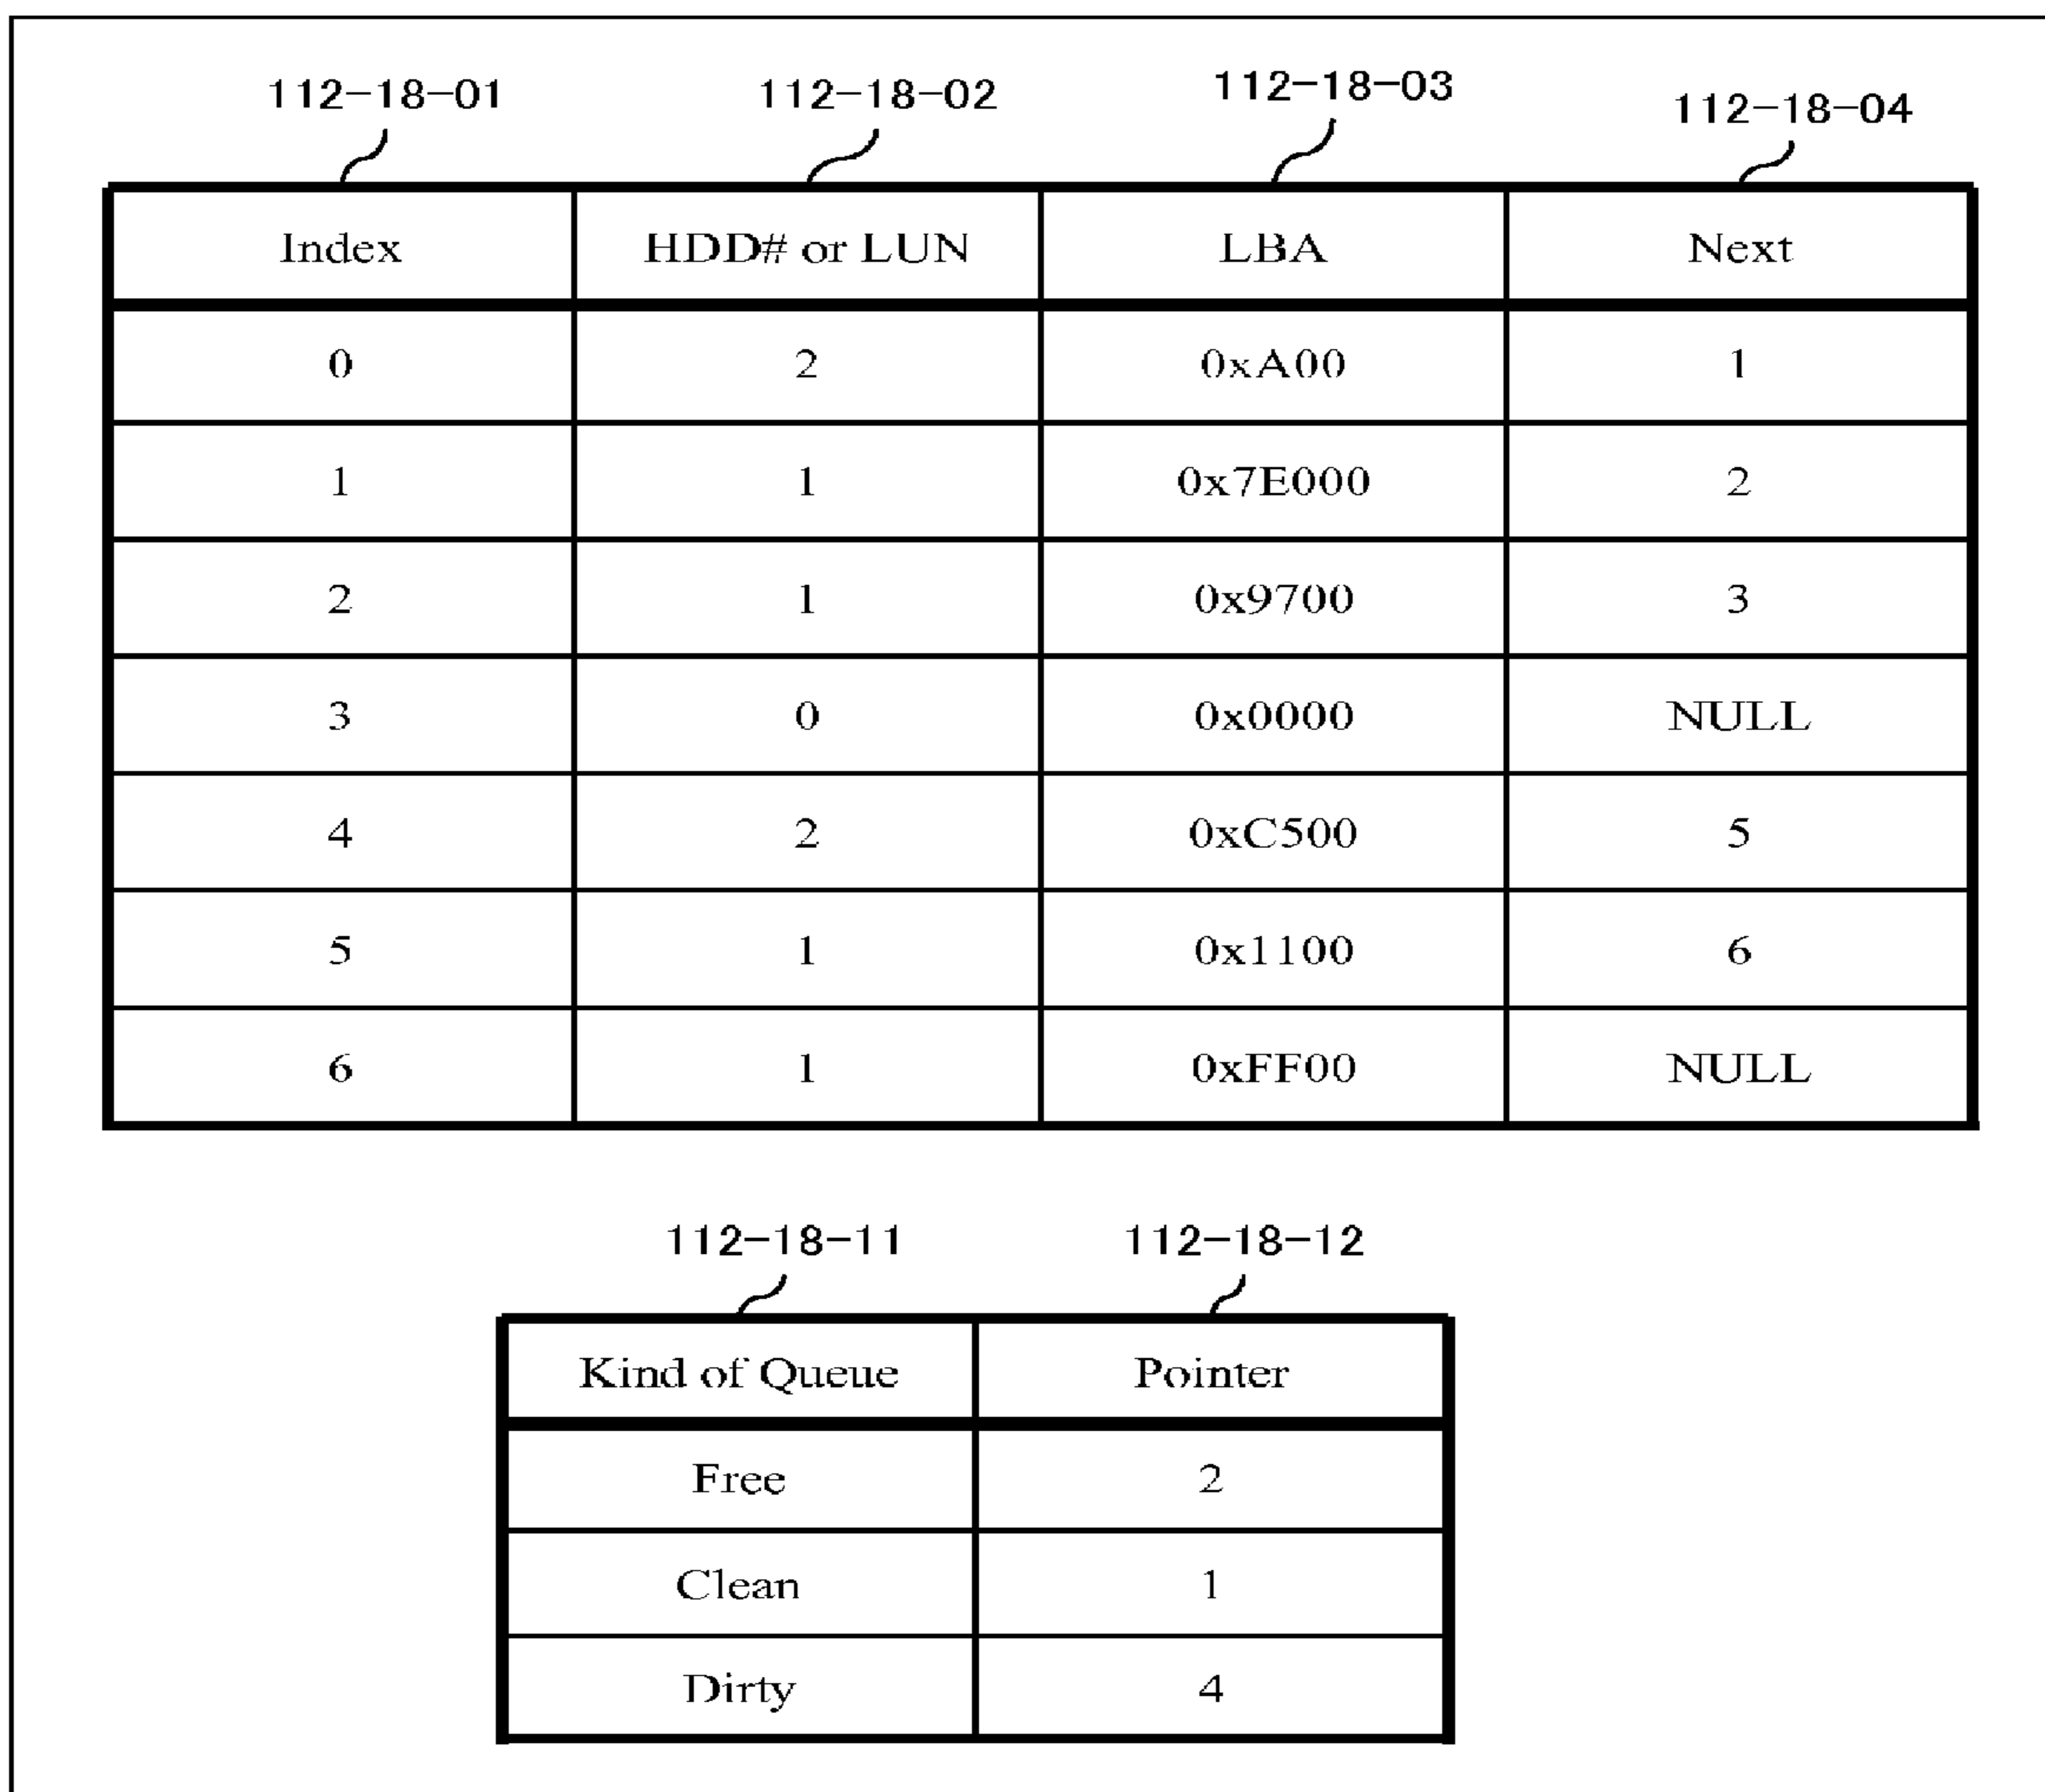 112-18-01 112-18-02 112-18-03 112-18-04
Index HDD# or LUN LBA Next
0 2 0xA00 1
1 1 0x7E000 2
2 1 0x9700 3
3 0 0x0000 NULL
4 2 0xC500 5
5 1 0x1100 6
6 1 0xFF00 NULL
112-18-11 112-18-12
Kind of Queue Pointer
Free 2
Clean 1
Dirty 4